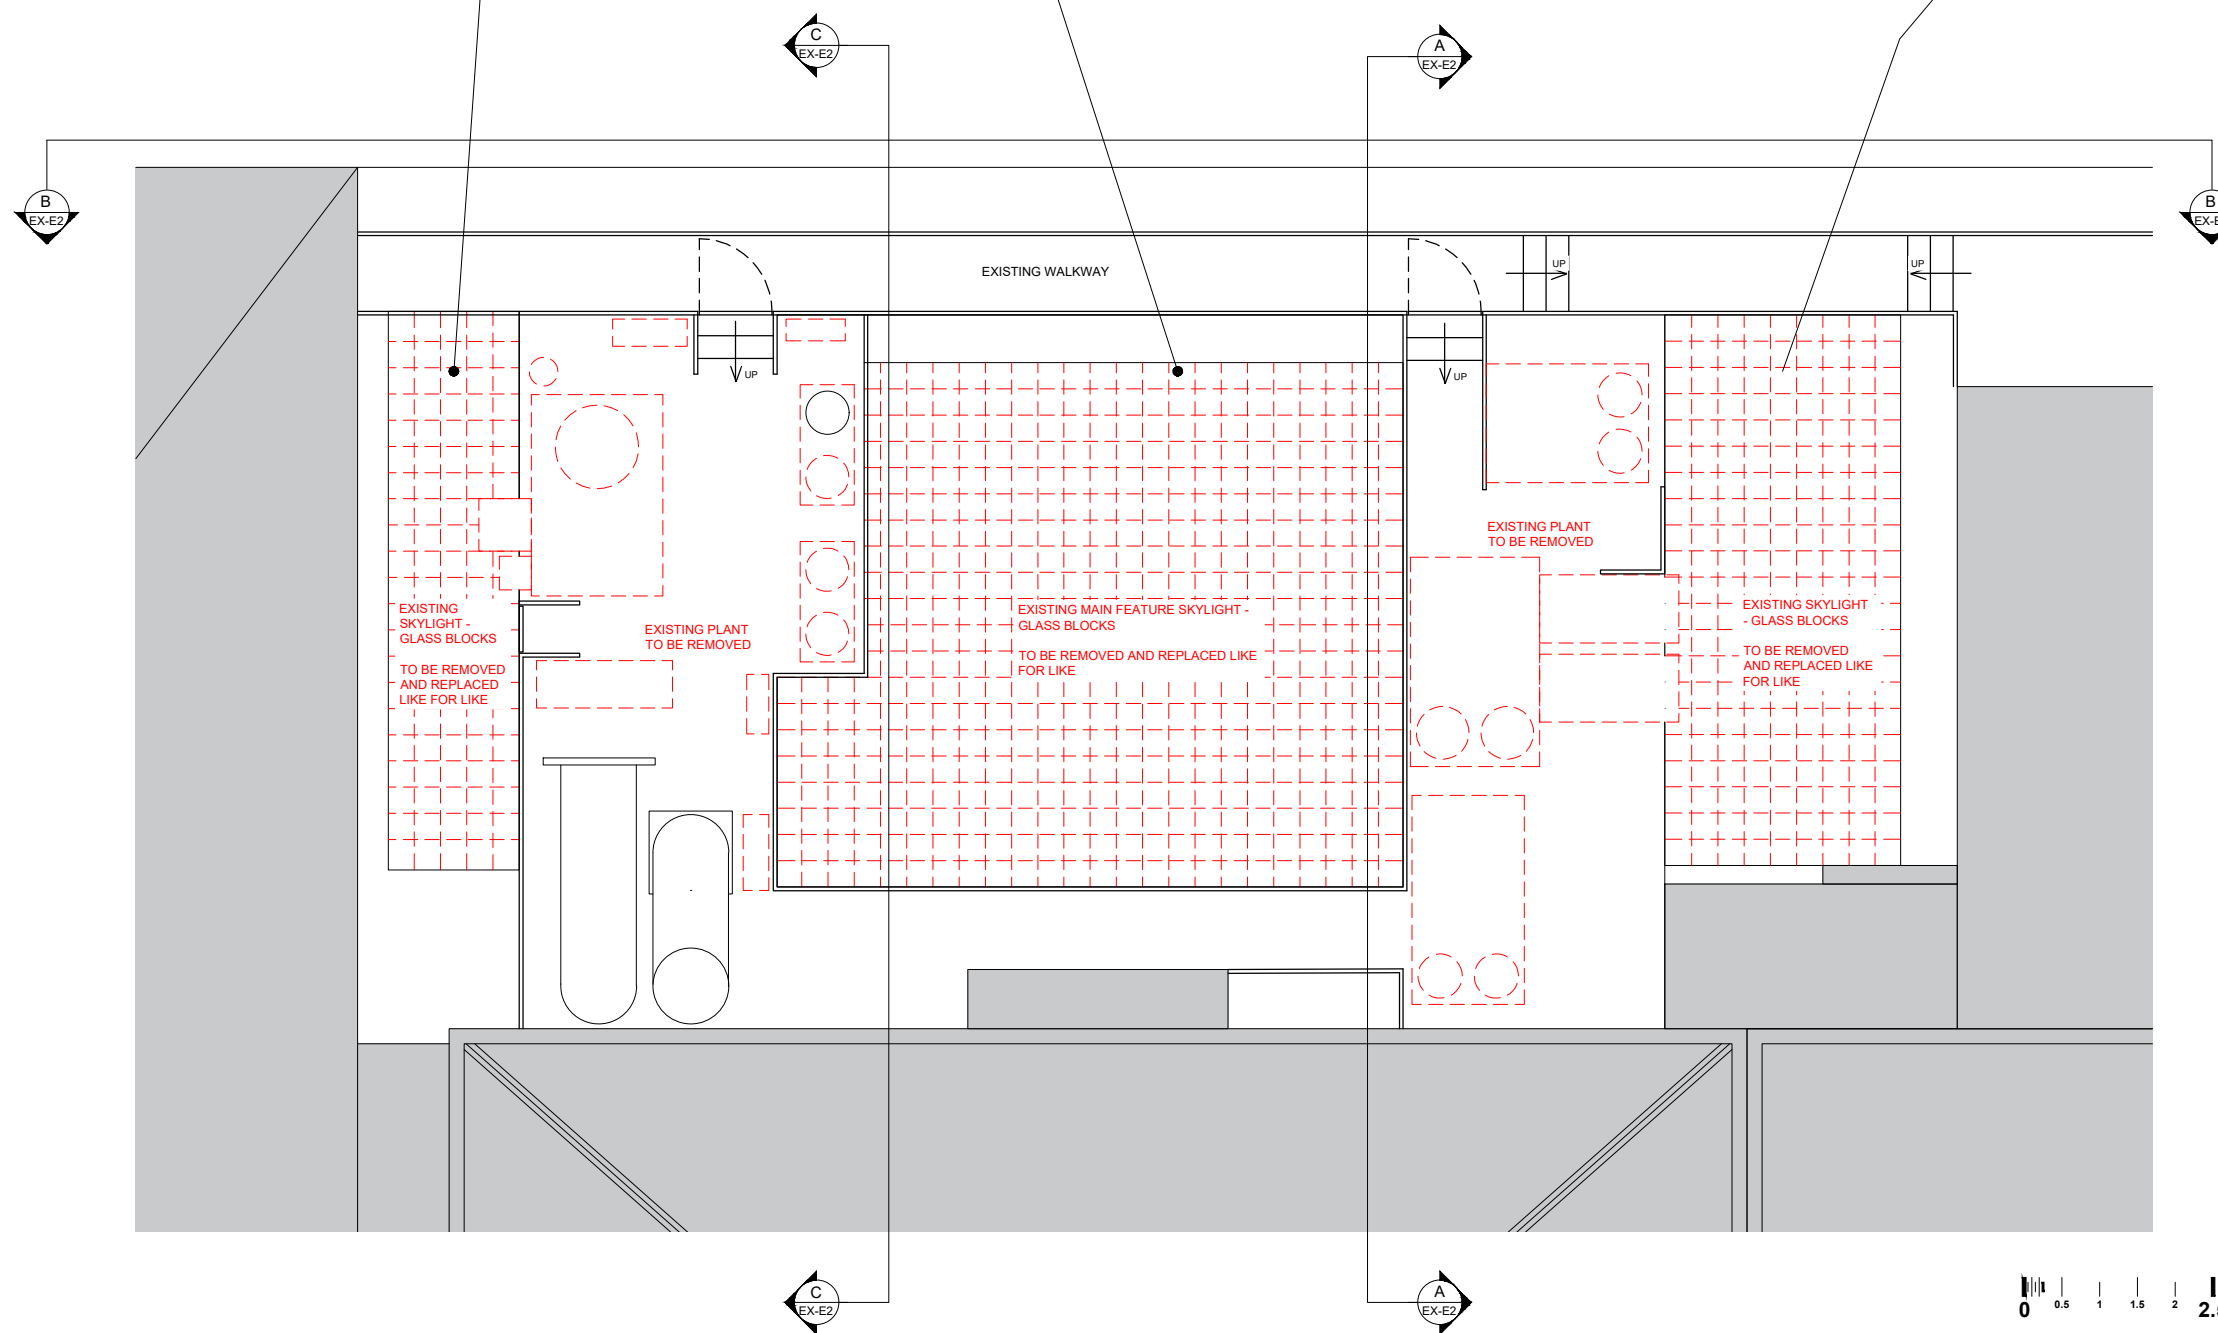 C
EX-E2
A
EX-E2
B
EX-E2
B
EXISTING WALKWAY
UP
UP
UP
UP
EXISTING PLANT
TO BE REMOVED
EXISTING
SKYLIGHT -
GLASS BLOCKS
TO BE REMOVED
AND REPLACED
LIKE FOR LIKE
EXISTING PLANT
TO BE REMOVED
EXISTING MAIN FEATURE SKYLIGHT -
GLASS BLOCKS
TO BE REMOVED AND REPLACED LIKE
FOR LIKE
EXISTING SKYLIGHT
- GLASS BLOCKS
TO BE REMOVED
AND REPLACED LIKE
FOR LIKE
C
EX-E2
A
EX-E2
0 0.5 1 1.5 2